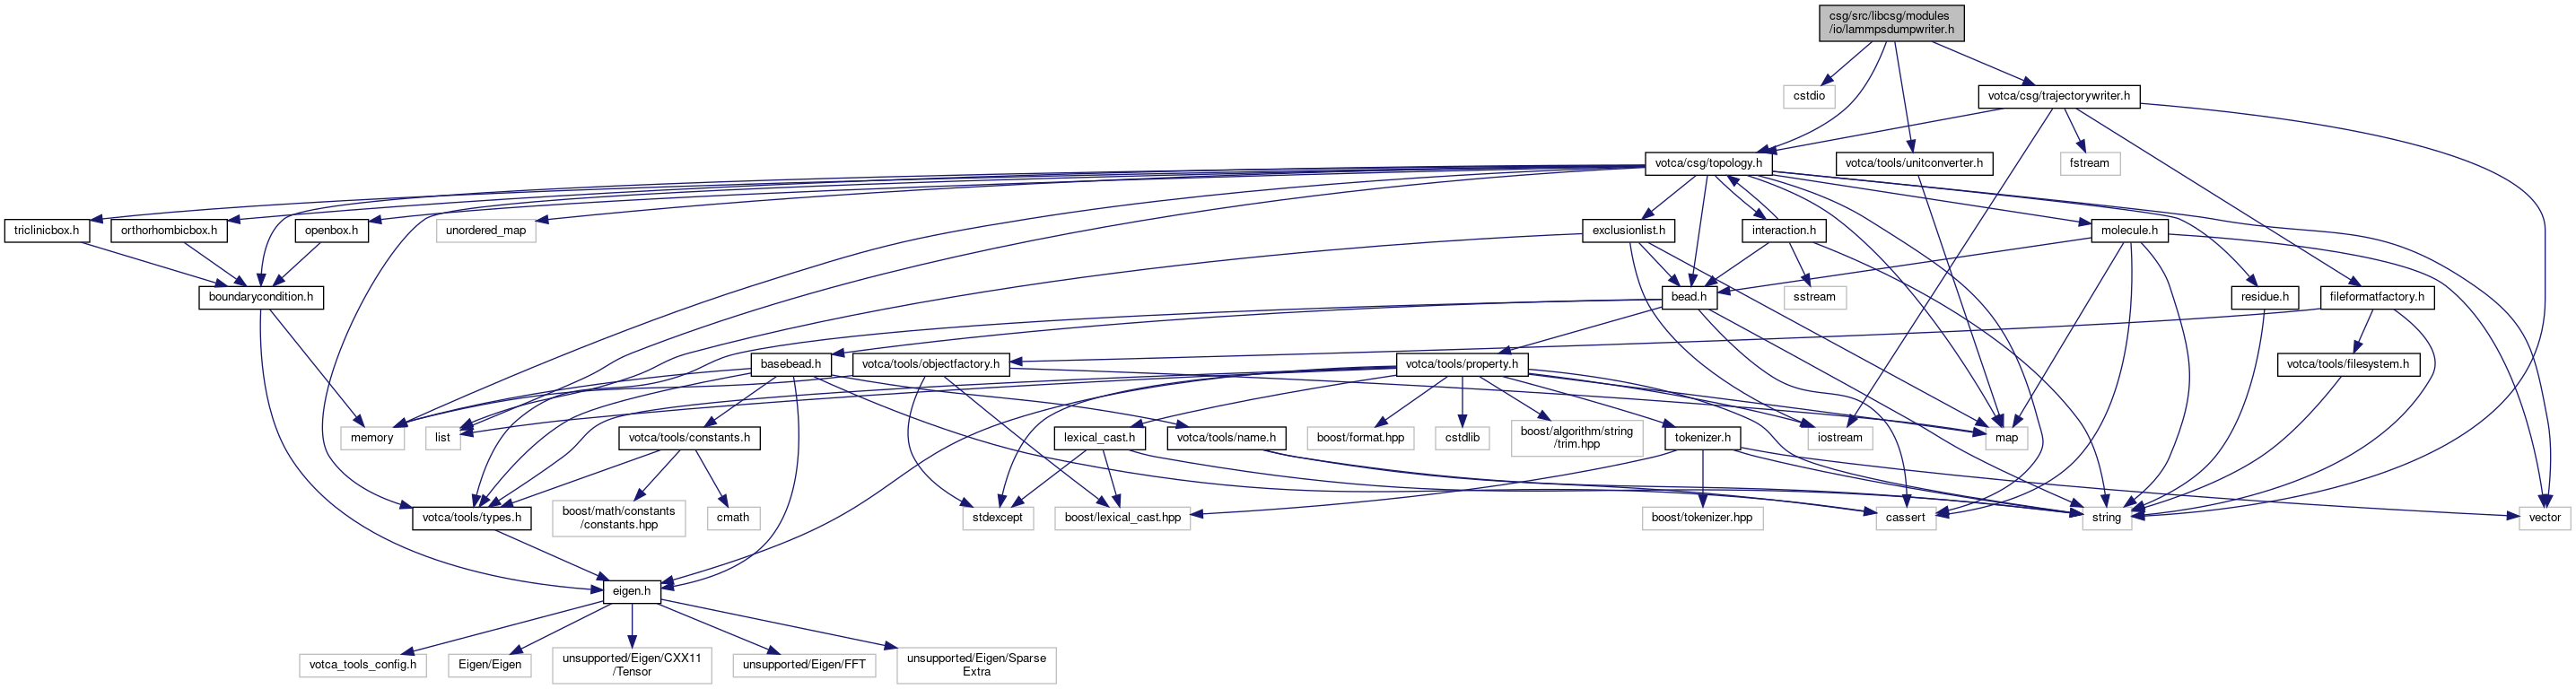 csg/src/libcsg/modules
/io/lammpsdumpwriter.h
cstdio
votca/csg/trajectorywriter.h
votca/csg/topology.h
votca/tools/unitconverter.h
fstream
triclinicbox.h
orthorhombicbox.h
openbox.h
unordered_map
exclusionlist.h
interaction.h
molecule.h
boundarycondition.h
bead.h
sstream
residue.h
fileformatfactory.h
basebead.h
votca/tools/objectfactory.h
votca/tools/property.h
votca/tools/filesystem.h
memory
list
votca/tools/constants.h
lexical_cast.h
votca/tools/name.h
boost/format.hpp
cstdlib
boost/algorithm/string
/trim.hpp
tokenizer.h
iostream
map
votca/tools/types.h
boost/math/constants
/constants.hpp
cmath
stdexcept
boost/lexical_cast.hpp
boost/tokenizer.hpp
cassert
string
vector
eigen.h
votca_tools_config.h
Eigen/Eigen
unsupported/Eigen/CXX11
/Tensor
unsupported/Eigen/FFT
unsupported/Eigen/Sparse
Extra